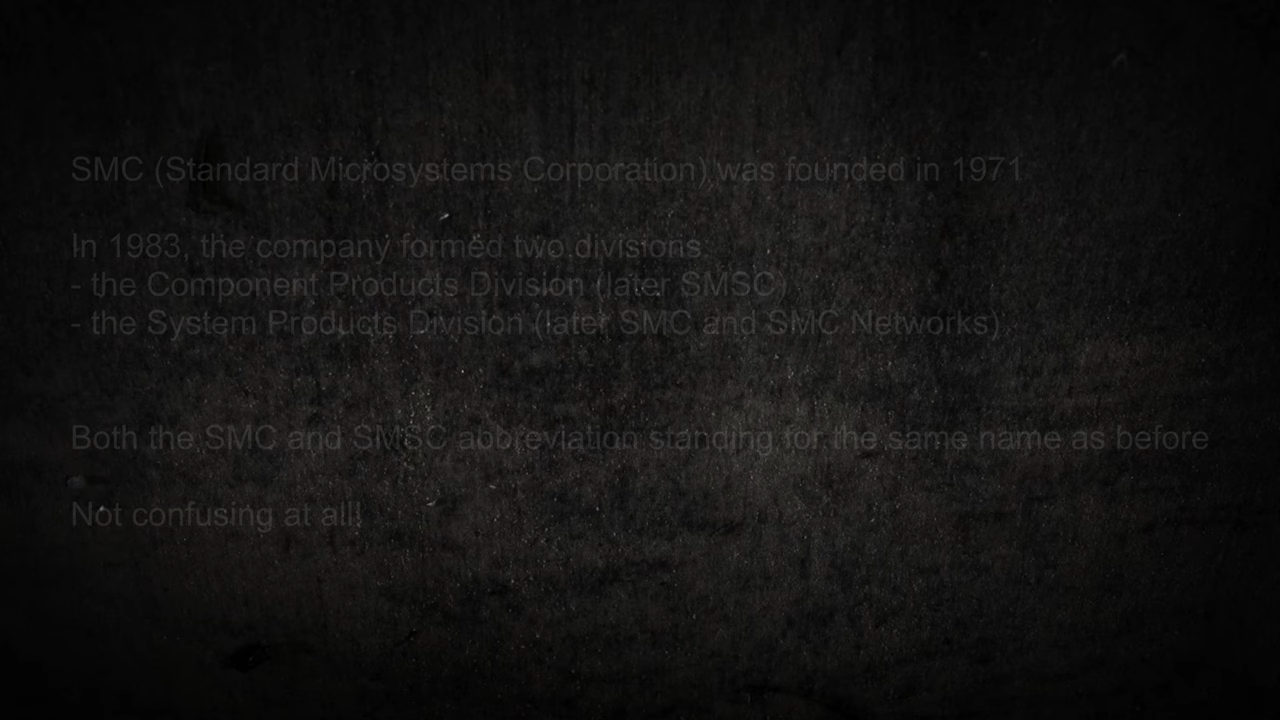 SMC (Standard Microsystems Corporation) was founded in 1971
In 1983, the company formed two divisions
- the Component Products Division (later SMSC)
- the System Products Division (later SMC and SMC Networks)
Both the SMC and SMSC abbreviation standing for the same name as before
Not confusing at all!